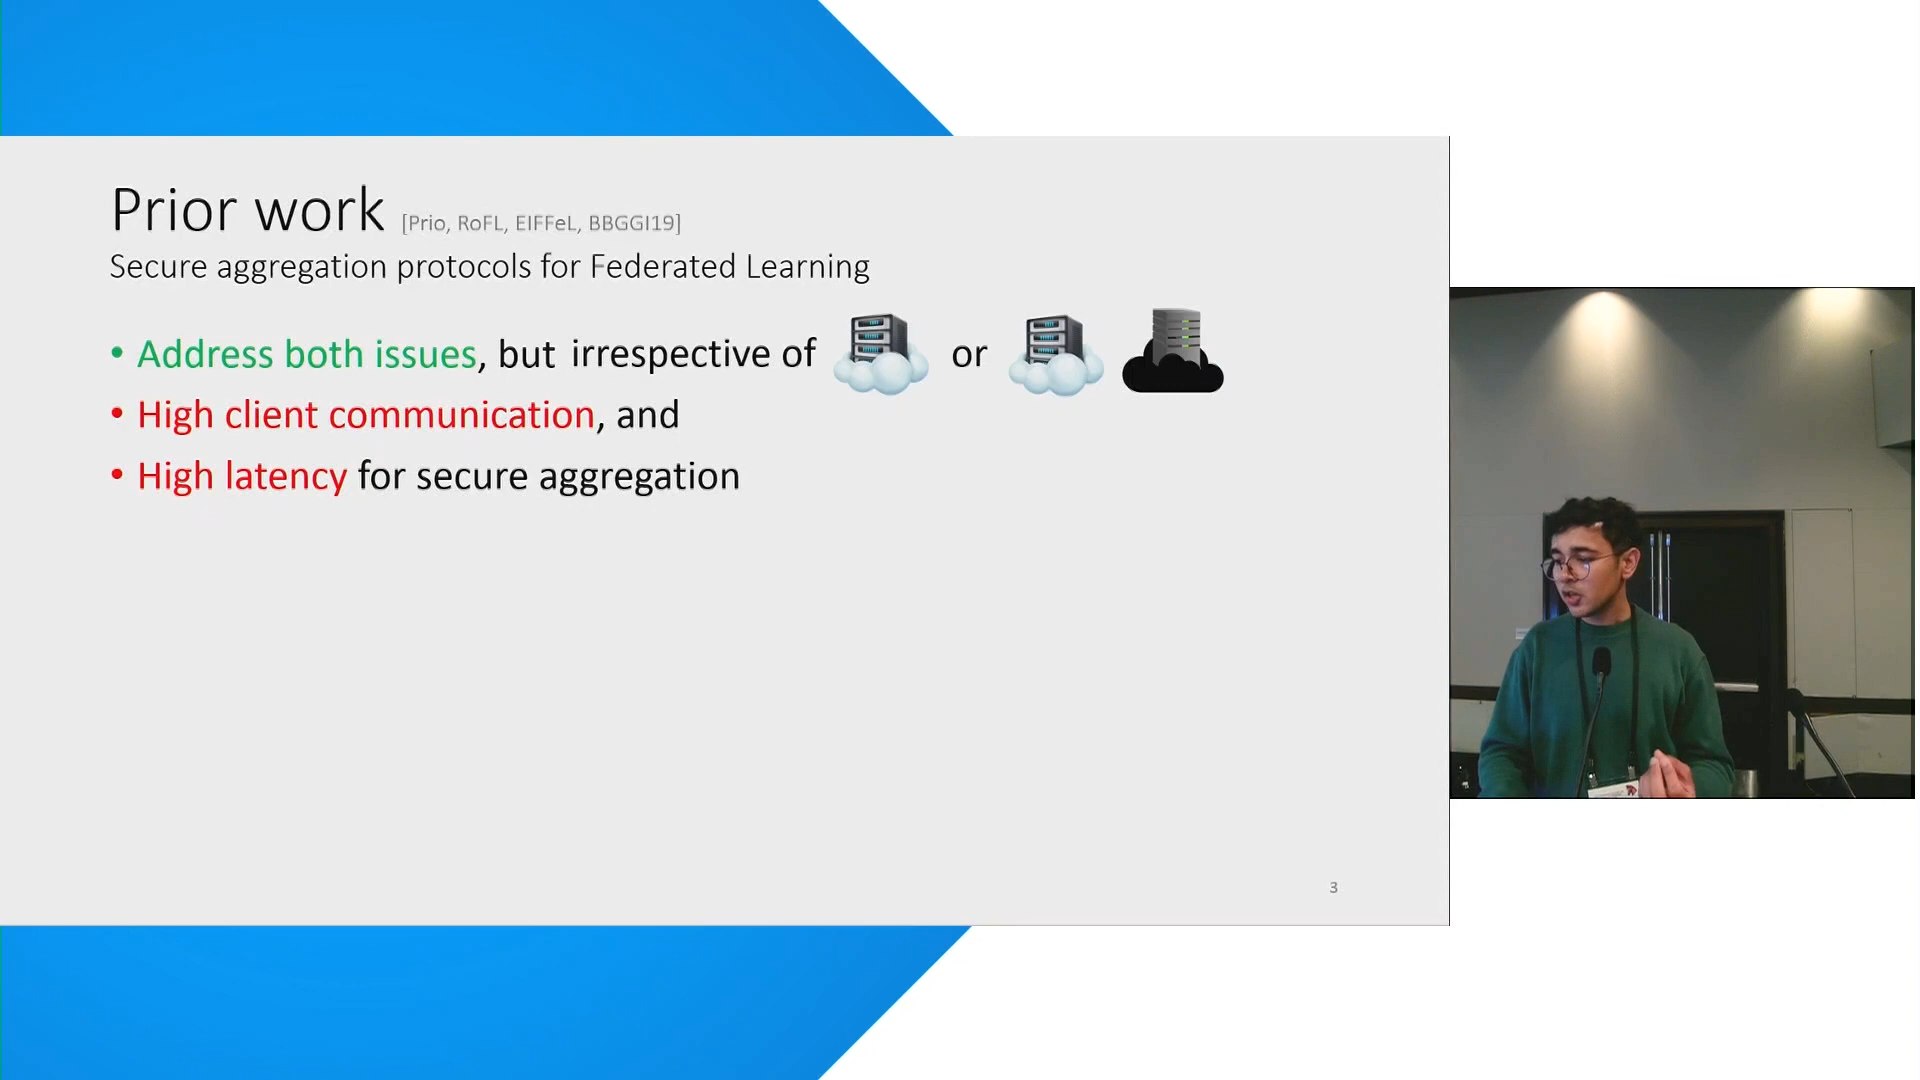 Prior work [Prio, RoFL, EIFFeL, BBGGI19]
Secure aggregation protocols for Federated Learning
• Address both issues, but irrespective of or
• High client communication, and
• High latency for secure aggregation
3